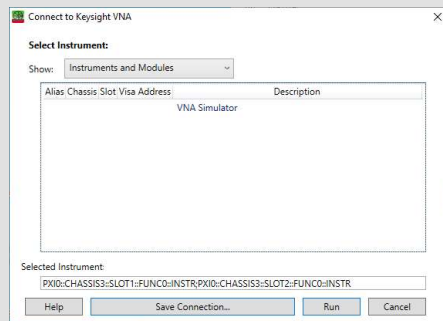 Connect to Keysight VNA
Select Instrument:
Show: Instruments and Modules
Alias Chassis Slot Visa Address Description
VNA Simulator
Selected Instrument:
PXI0::CHASSIS3::SLOT1::FUNC0::INSTR;PXI0::CHASSIS3::SLOT2::FUNC0::INSTR
Help Save Connection... Run Cancel